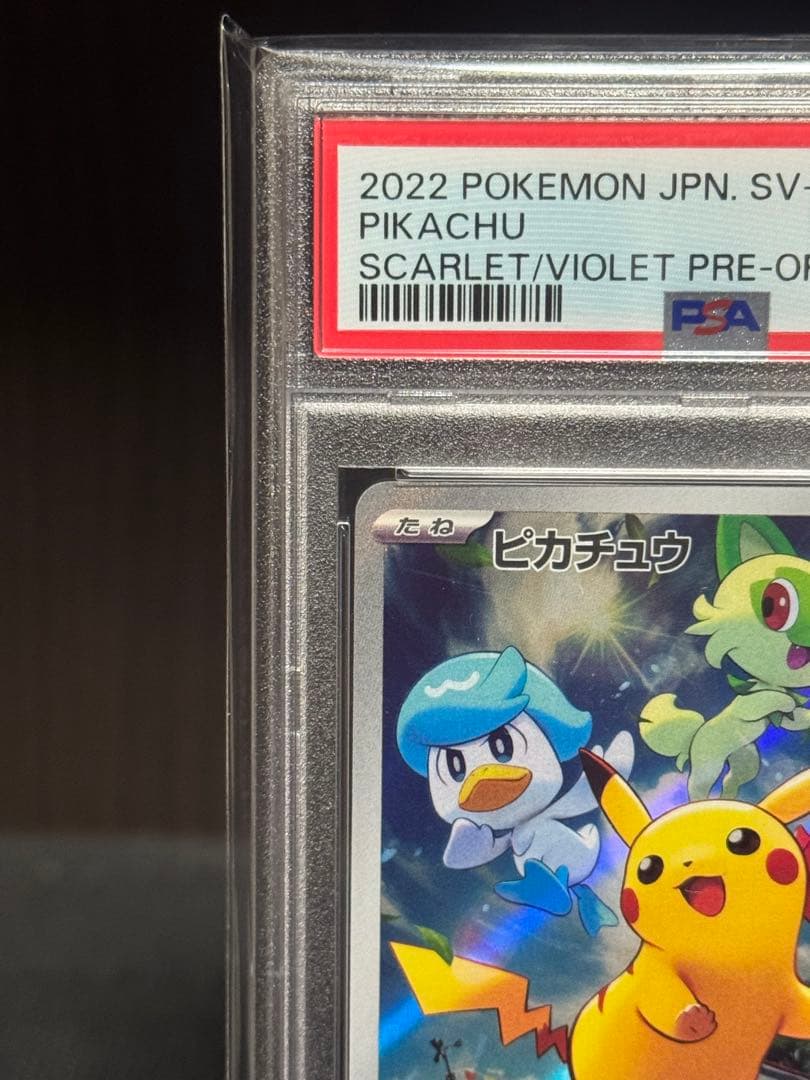 2022 POKEMON JPN. SV-
PIKACHU
SCARLET/VIOLET PRE-OR
PSA
たね
ピカチュウ